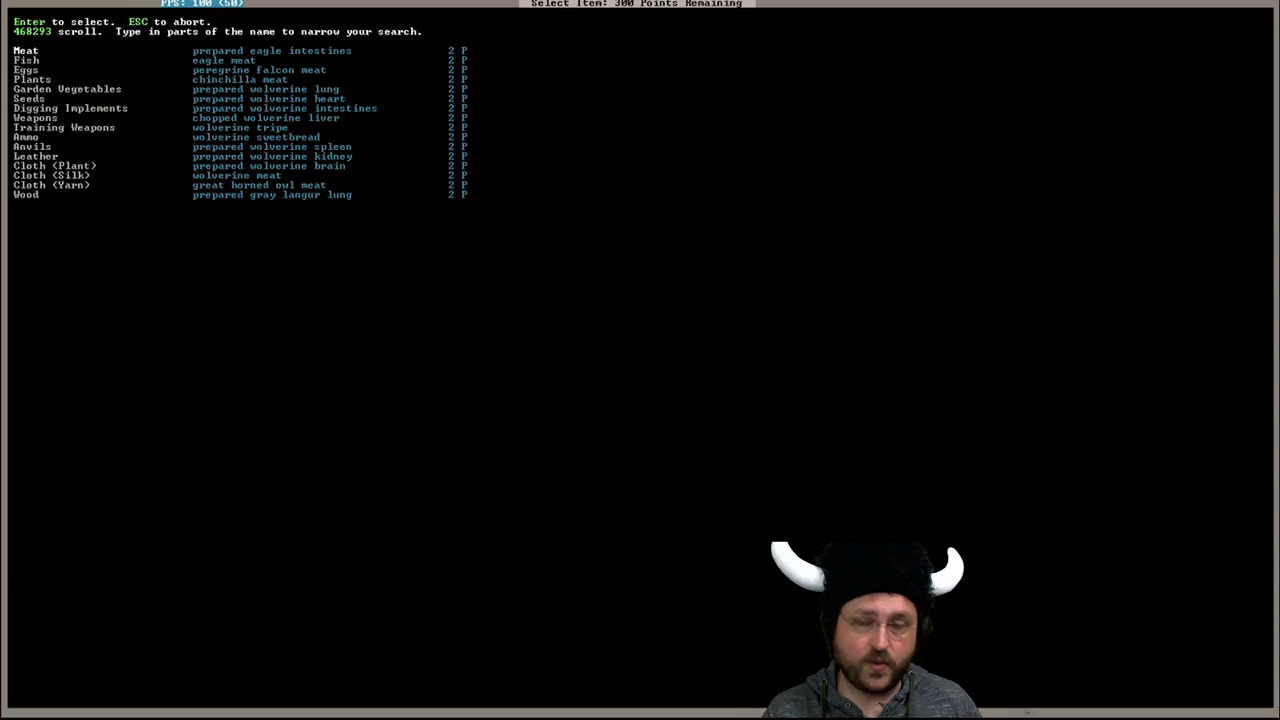 FPS: 100 (50)
Select Item: 300 Points Remaining
Enter to select. ESC to abort.
468293 scroll. Type in parts of the name to narrow your search.
Meat prepared eagle intestines 2 P
Fish eagle meat 2 P
Eggs peregrine falcon meat 2 P
Plants chinchilla meat 2 P
Garden Vegetables prepared wolverine lung 2 P
Seeds prepared wolverine heart 2 P
Digging Implements prepared wolverine intestines 2 P
Weapons chopped wolverine liver 2 P
Training Weapons wolverine tripe 2 P
Ammo wolverine sweetbread 2 P
Anvils prepared wolverine spleen 2 P
Leather prepared wolverine kidney 2 P
Cloth (Plant) prepared wolverine brain 2 P
Cloth (Silk) wolverine meat 2 P
Cloth (Yarn) great horned owl meat 2 P
Wood prepared gray langur lung 2 P